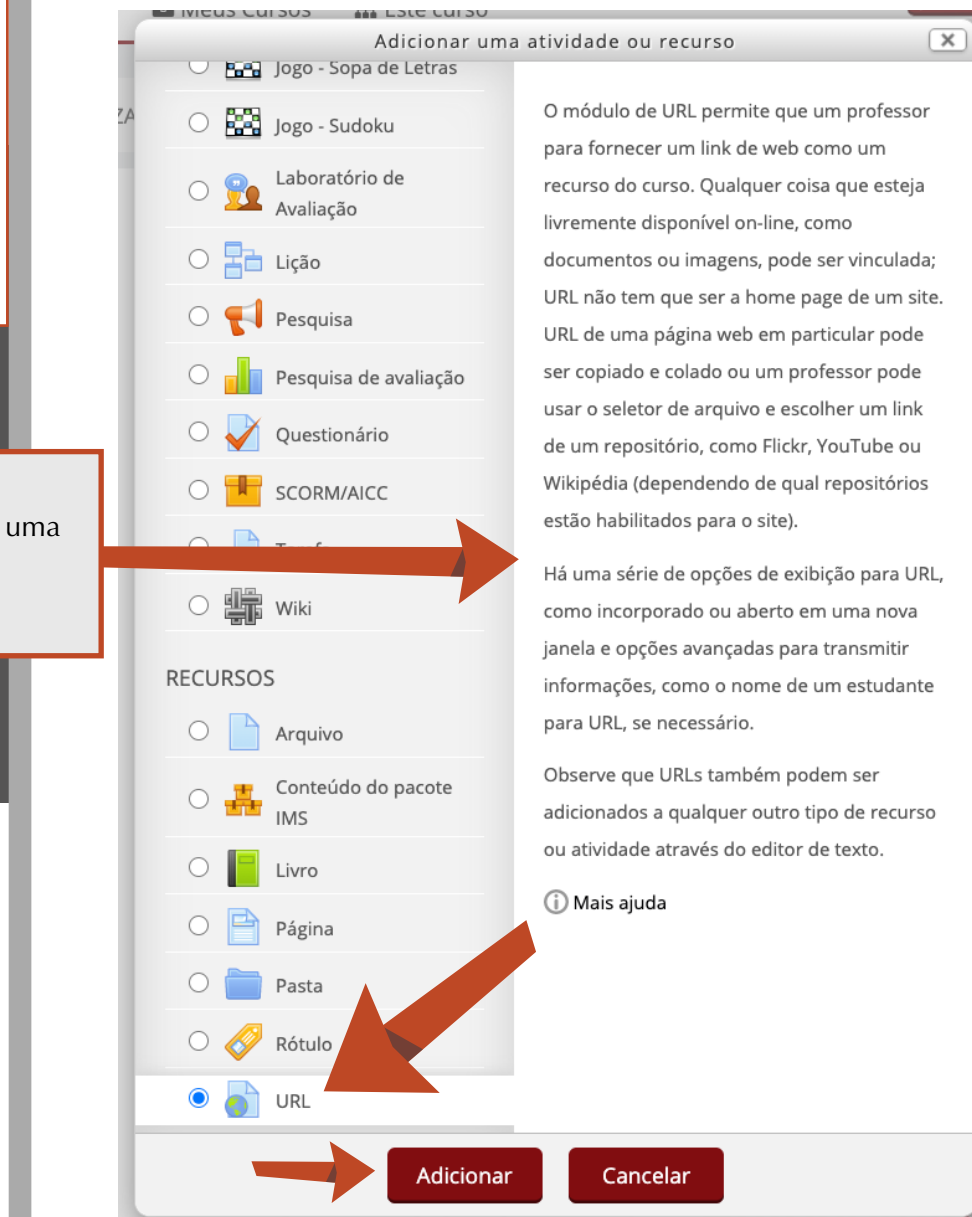 Meus Cursos
Este curso
Adicionar uma atividade ou recurso
ZA
Jogo - Sopa de Letras
Jogo - Sudoku
Laboratório de
Avaliação
Lição
Pesquisa
Pesquisa de avaliação
Questionário
SCORM/AICC
Wiki
RECURSOS
Arquivo
Conteúdo do pacote
IMS
Livro
Página
Pasta
Rótulo
URL
uma
O módulo de URL permite que um professor
para fornecer um link de web como um
recurso do curso. Qualquer coisa que esteja
livremente disponível on-line, como
documentos ou imagens, pode ser vinculada;
URL não tem que ser a home page de um site.
URL de uma página web em particular pode
ser copiado e colado ou um professor pode
usar o seletor de arquivo e escolher um link
de um repositório, como Flickr, YouTube ou
Wikipédia (dependendo de qual repositórios
estão habilitados para o site).
Há uma série de opções de exibição para URL,
como incorporado ou aberto em uma nova
janela e opções avançadas para transmitir
informações, como o nome de um estudante
para URL, se necessário.
Observe que URLs também podem ser
adicionados a qualquer outro tipo de recurso
ou atividade através do editor de texto.
Mais ajuda
Adicionar
Cancelar